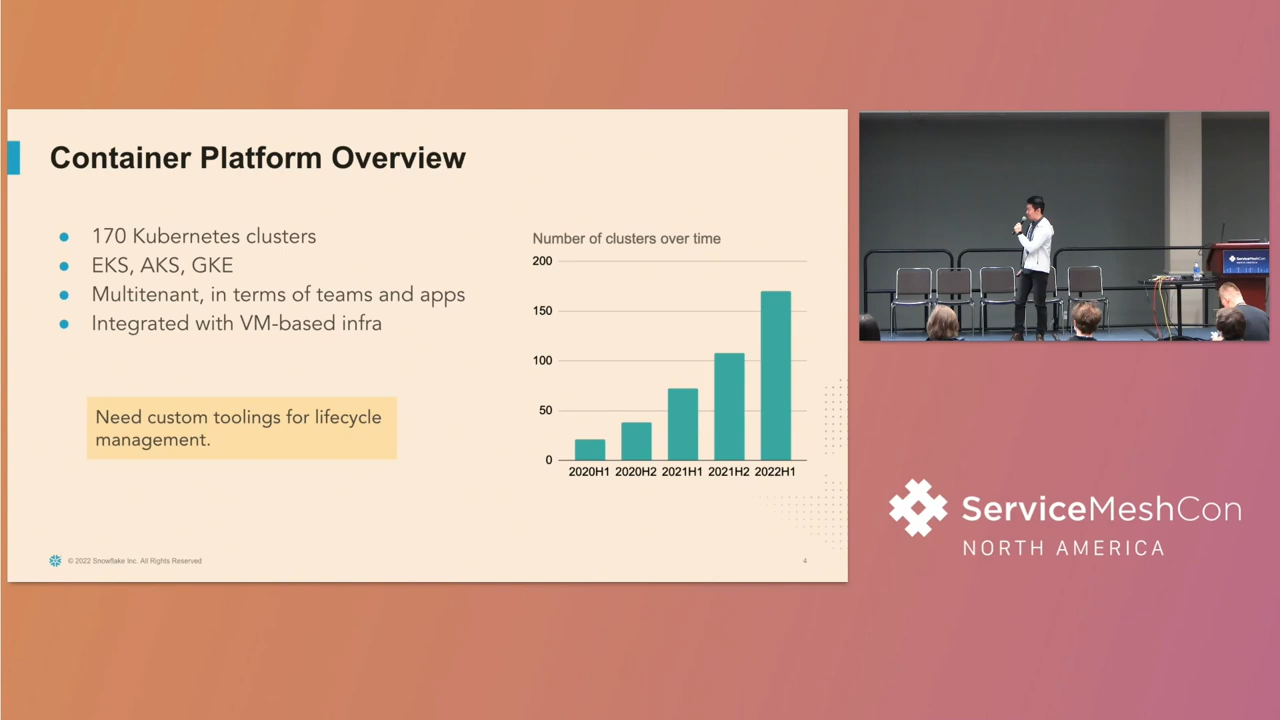 Container Platform Overview
170 Kubernetes clusters
EKS, AKS, GKE
Multitenant, in terms of teams and apps
Integrated with VM-based infra
Need custom toolings for lifecycle
management.
Number of clusters over time
200
150
100
50
0
2020H1 2020H2 2021H1 2021H2 2022H1
© 2022 Snowflake Inc. All Rights Reserved
4
ServiceMeshCon
ServiceMeshCon
NORTH AMERICA